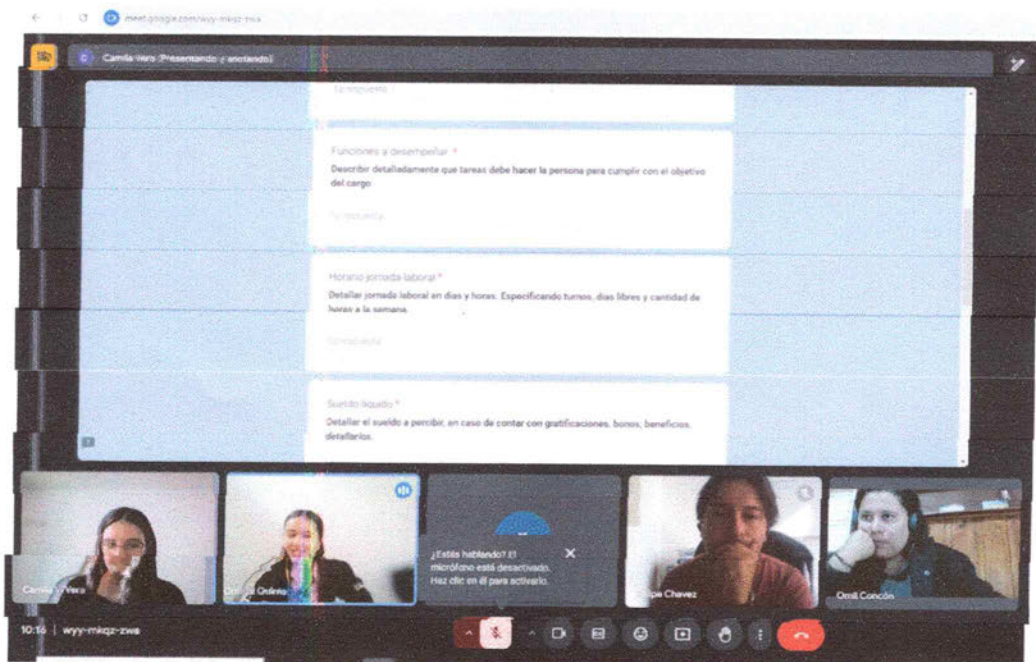 meet.google.com/wyy-mkqz-zwa
Camila Vera (Presentando y anotando)
Tu respuesta
Funciones a desempeñar *
Describir detalladamente que tareas debe hacer la persona para cumplir con el objetivo
del cargo
Tu respuesta
Horario jornada laboral *
Detallar jornada laboral en días y horas. Especificando turnos, días libres y cantidad de
horas a la semana.
Tu respuesta
Sueldo líquido *
Detallar el sueldo a percibir, en caso de contar con gratificaciones, bonos, beneficios,
detallarlos.
¿Estás hablando? El
micrófono está desactivado.
Haz clic en él para activarlo.
Camila Vera
Chavez
Omil Concón
10:16 | wyy-mkqz-zwa